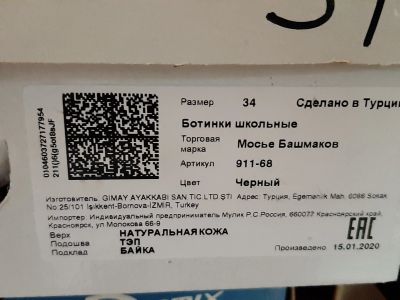 Размер 34 Сделано в Турции
Ботинки школьные
Торговая марка Мосье Башмаков
Артикул 911-68
Цвет Черный
Изготовитель: GIMAY AYAKKABI SAN TIC LTD ŞTİ Адрес: Турция, Egemenlik Mah. 6086 Sokak
No 25/101 Işıkkent-Bornova-IZMIR, Turkey
Импортер: Индивидуальный предприниматель Мулик Р.С Россия, 660077 Красноярский край,
Красноярск, ул Молокова 66-9
Верх НАТУРАЛЬНАЯ КОЖА
Подошва ТЭП
Подклад БАЙКА
EAC
Произведено 15.01.2020
0104603727177954